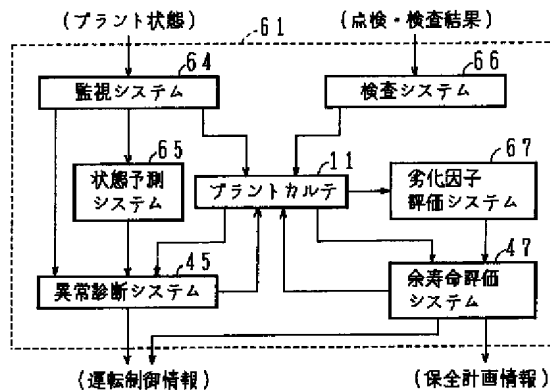 (プラント状態)
61
(点検・検査結果)
64
監視システム
66
検査システム
65
状態予測
システム
11
プラントカルテ
67
劣化因子
評価システム
45
異常診断システム
47
余寿命評価
システム
(運転制御情報)
(保全計画情報)